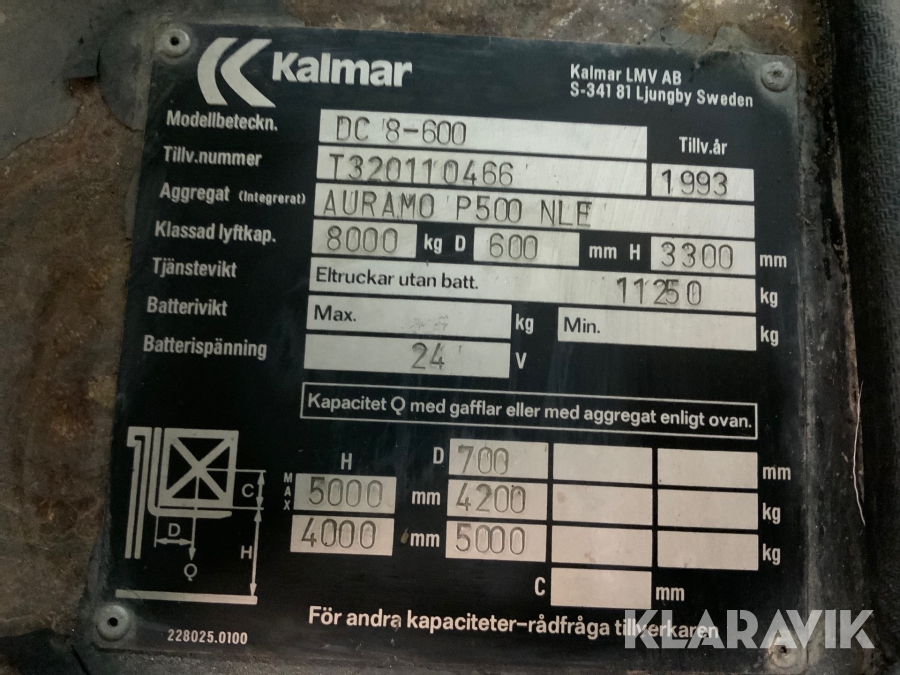 Kalmar
Kalmar LMV AB
S-341 81 Ljungby Sweden
Modellbeteckn. DC 8-600
Tillv.år
Tillv.nummer T320110466 1993
Aggregat (Integrerat) AURAMO P500 NLE
Klassad lyftkap. 8000 kg D 600 mm H 3300 mm
Tjänstevikt Eltruckar utan batt. 11250 kg
Batterivikt Max. kg Min. kg
Batterispänning 24 V
Kapacitet Q med gafflar eller med aggregat enligt ovan.
H D 700 mm
MAX 5000 mm 4200 kg
4000 mm 5000 kg
C mm
C
D
H
Q
För andra kapaciteter-rådfråga tillverkaren
228025.0100
KLARAVIK